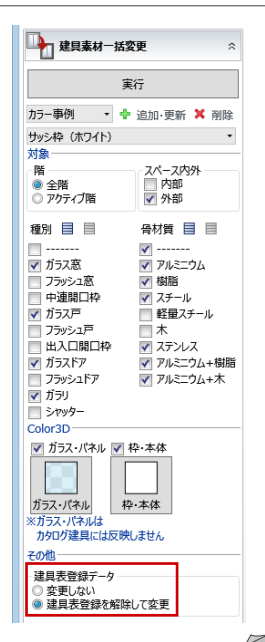 建具素材一括変更
実行
カラー事例 追加・更新 削除
サッシ枠（ホワイト）
対象
階 スペース内外
全階 内部
アクティブ階 外部
種別 骨材質
------- -------
ガラス窓 アルミニウム
フラッシュ窓 樹脂
中連開口枠 スチール
ガラス戸 軽量スチール
フラッシュ戸 木
出入口開口枠 ステンレス
ガラスドア アルミニウム+樹脂
フラッシュドア アルミニウム+木
ガラリ
シャッター
Color3D
ガラス・パネル 枠・本体
ガラス・パネル 枠・本体
※ガラス・パネルは
カタログ建具には反映しません
その他
建具表登録データ
変更しない
建具表登録を解除して変更